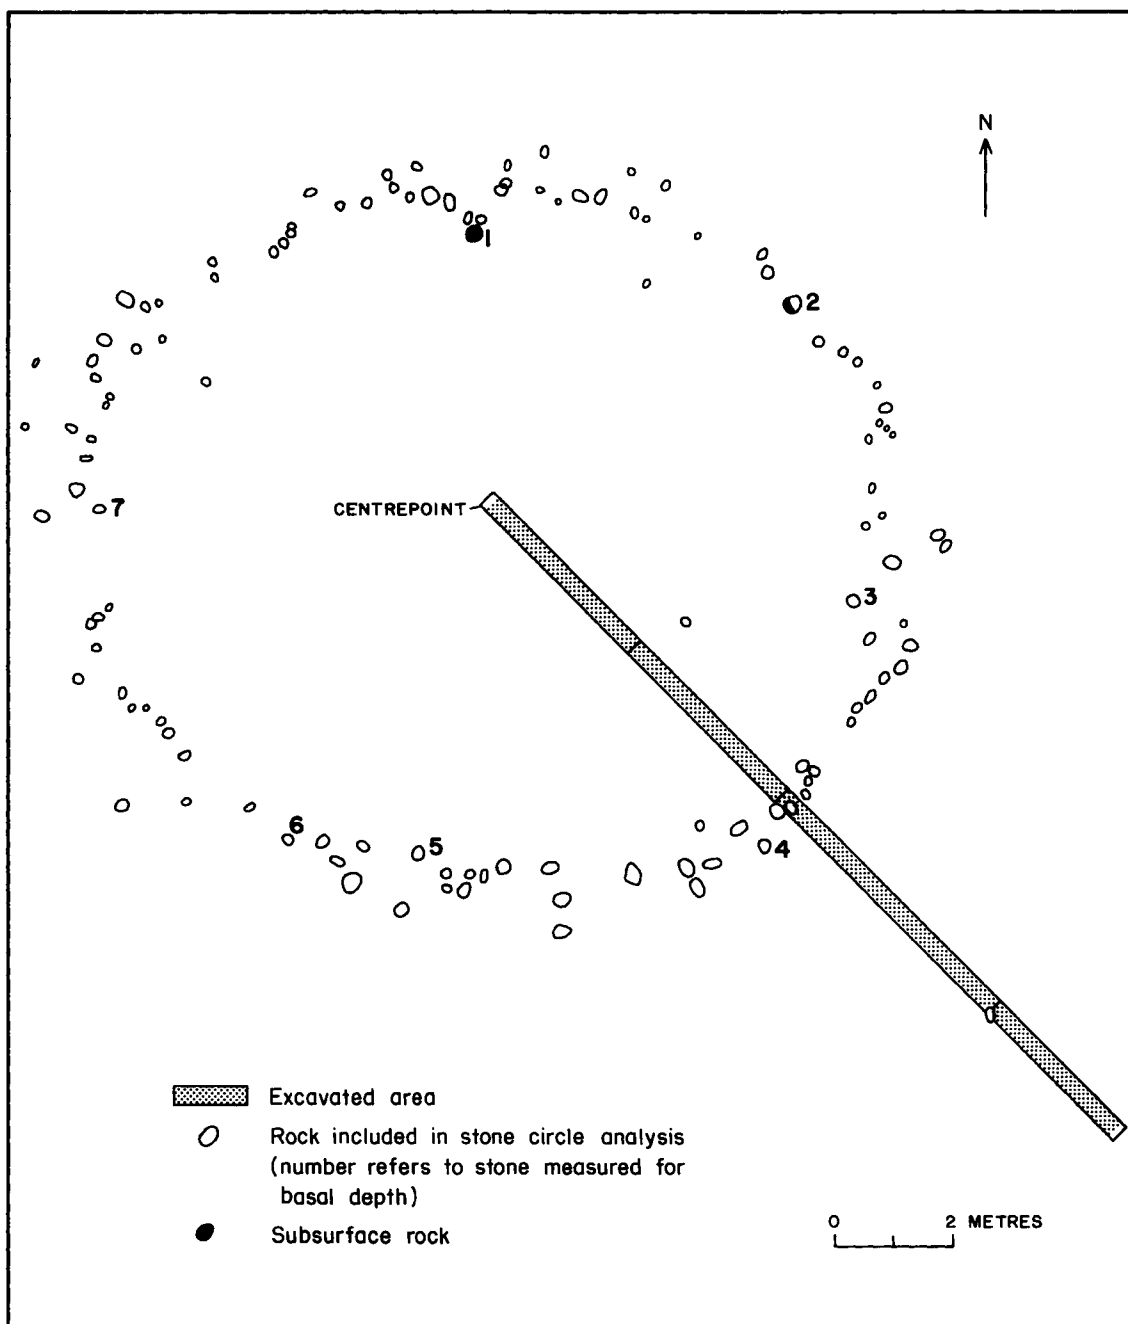 N
1
2
CENTREPOINT
7
3
6
5
4
Excavated area
Rock included in stone circle analysis
(number refers to stone measured for
basal depth)
Subsurface rock
0 2 METRES